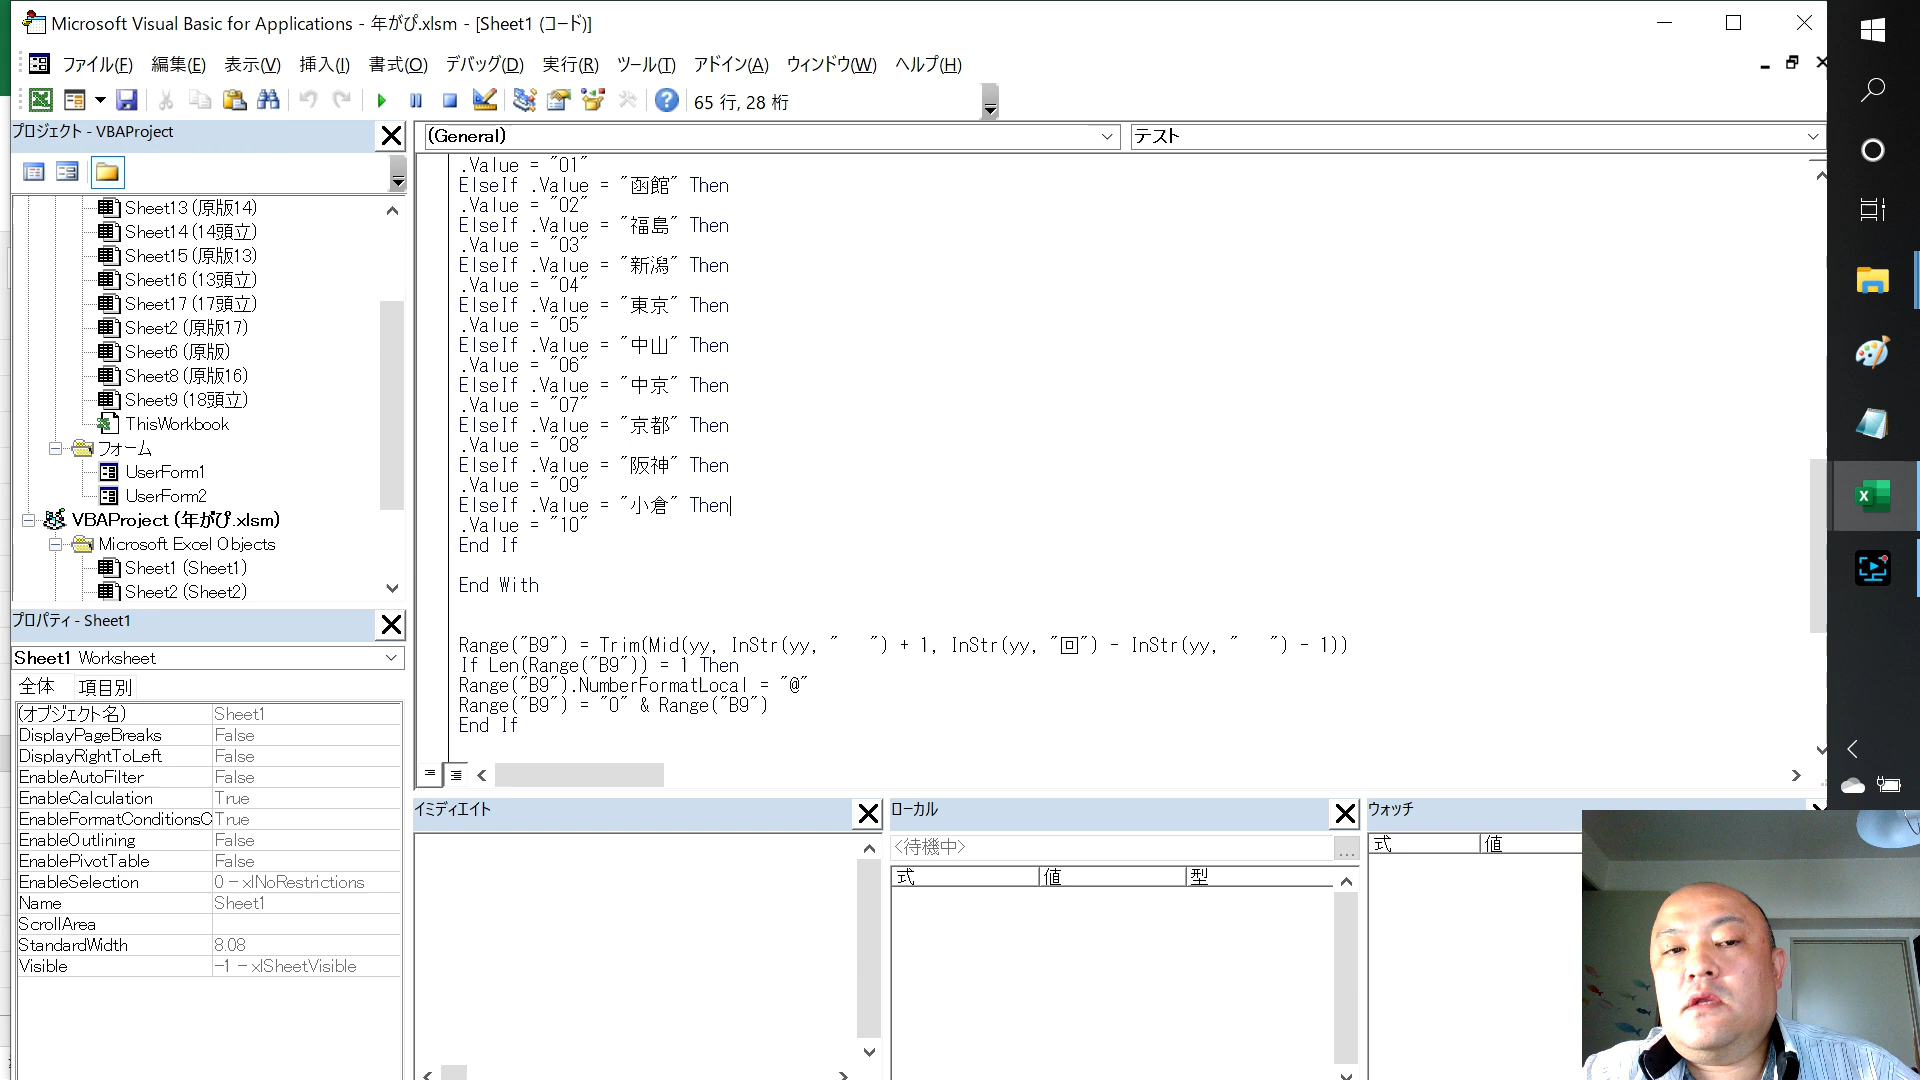 Microsoft Visual Basic for Applications - 年がぴ.xlsm - [Sheet1 (コード)]
ファイル(F) 編集(E) 表示(V) 挿入(I) 書式(O) デバッグ(D) 実行(R) ツール(T) アドイン(A) ウィンドウ(W) ヘルプ(H)
65 行, 28 桁
プロジェクト - VBAProject
Sheet13 (原版14)
Sheet14 (14頭立)
Sheet15 (原版13)
Sheet16 (13頭立)
Sheet17 (17頭立)
Sheet2 (原版17)
Sheet6 (原版)
Sheet8 (原版16)
Sheet9 (18頭立)
ThisWorkbook
フォーム
UserForm1
UserForm2
VBAProject (年がぴ.xlsm)
Microsoft Excel Objects
Sheet1 (Sheet1)
Sheet2 (Sheet2)
プロパティ - Sheet1
Sheet1 Worksheet
全体 項目別
(オブジェクト名) Sheet1
DisplayPageBreaks False
DisplayRightToLeft False
EnableAutoFilter False
EnableCalculation True
EnableFormatConditionsC True
EnableOutlining False
EnablePivotTable False
EnableSelection 0 - xlNoRestrictions
Name Sheet1
ScrollArea
StandardWidth 8.08
Visible -1 - xlSheetVisible
(General) テスト
.Value = "01"
ElseIf .Value = "函館" Then
.Value = "02"
ElseIf .Value = "福島" Then
.Value = "03"
ElseIf .Value = "新潟" Then
.Value = "04"
ElseIf .Value = "東京" Then
.Value = "05"
ElseIf .Value = "中山" Then
.Value = "06"
ElseIf .Value = "中京" Then
.Value = "07"
ElseIf .Value = "京都" Then
.Value = "08"
ElseIf .Value = "阪神" Then
.Value = "09"
ElseIf .Value = "小倉" Then
.Value = "10"
End If
End With
Range("B9") = Trim(Mid(yy, InStr(yy, "　　") + 1, InStr(yy, "回") - InStr(yy, "　　") - 1))
If Len(Range("B9")) = 1 Then
Range("B9").NumberFormatLocal = "@"
Range("B9") = "0" & Range("B9")
End If
イミディエイト
ローカル
<待機中>
式 値 型
ウォッチ
式 値